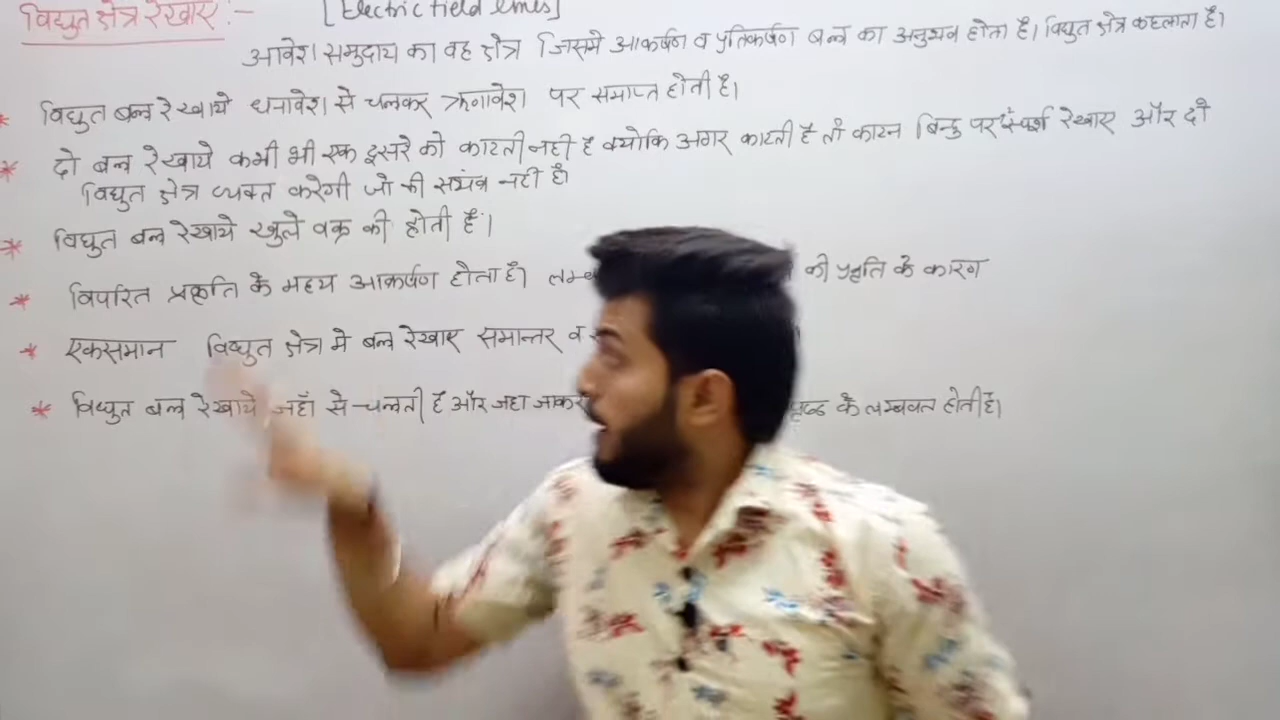 विद्युत क्षेत्र रेखाए :- [Electric field lines]
आवेश समुदाय का वह क्षेत्र जिसमे आकर्षण व प्रतिकर्षण बल का अनुभव होता है। विद्युत क्षेत्र कहलाता है।
* विद्युत बल रेखाये धनावेश से चलकर ऋणावेश पर समाप्त होती है।
* दो बल रेखाये कभी भी एक दूसरे को काटती नही है क्योकि अगर काटती है तो काटन बिन्दु पर स्पर्श रेखाए और दो
विद्युत क्षेत्र व्यक्त करेगी जो की संभव नही है।
* विद्युत बल रेखाये खुले वक्र की होती है।
* विपरित प्रकृति के मध्य आकर्षण होता है। की प्रवृति के कारण
* एकसमान विद्युत क्षेत्र मे बल रेखाए समान्तर व
* विद्युत बल रेखाये जहाँ से चलती है और जहा जाकर के लम्बवत होती है।